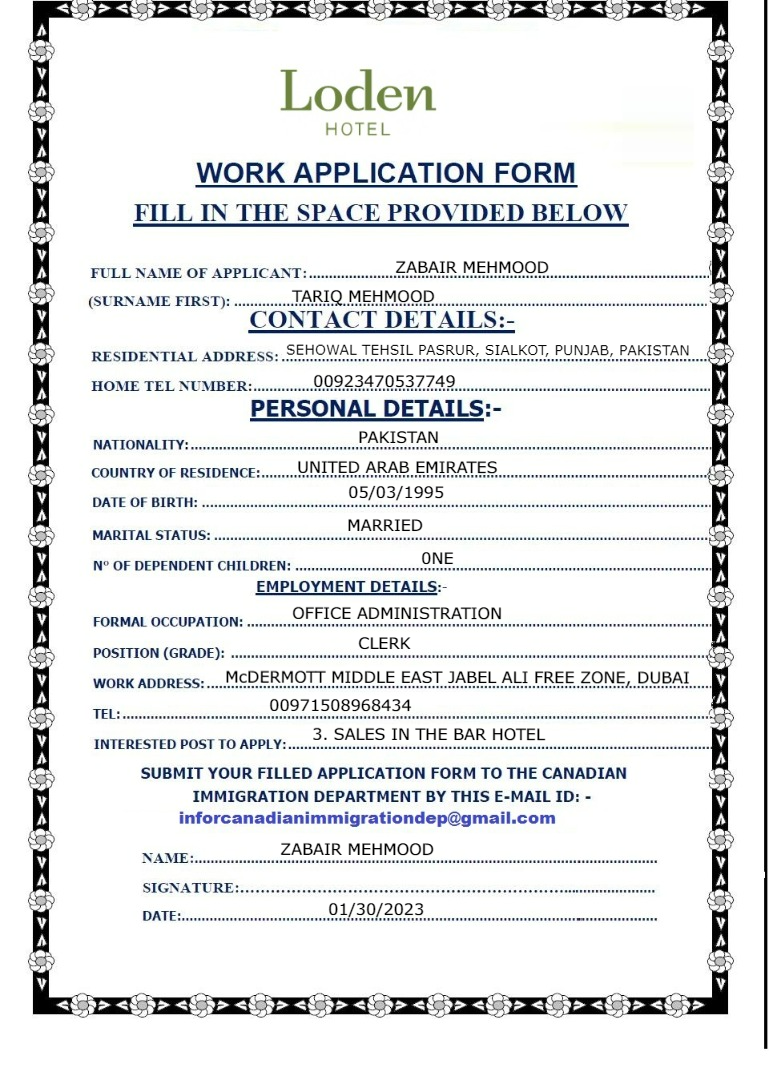 Loden
HOTEL
WORK APPLICATION FORM
FILL IN THE SPACE PROVIDED BELOW
FULL NAME OF APPLICANT:..........ZABAIR MEHMOOD..........
(SURNAME FIRST): ..........TARIQ MEHMOOD..........
CONTACT DETAILS:-
RESIDENTIAL ADDRESS: SEHOWAL TEHSIL PASRUR, SIALKOT, PUNJAB, PAKISTAN
HOME TEL NUMBER:..........00923470537749..........
PERSONAL DETAILS:-
NATIONALITY:..........PAKISTAN..........
COUNTRY OF RESIDENCE:..........UNITED ARAB EMIRATES..........
DATE OF BIRTH: ..........05/03/1995..........
MARITAL STATUS: ..........MARRIED..........
N° OF DEPENDENT CHILDREN: ..........0NE..........
EMPLOYMENT DETAILS:-
FORMAL OCCUPATION: ..........OFFICE ADMINISTRATION..........
POSITION (GRADE): ..........CLERK..........
WORK ADDRESS: McDERMOTT MIDDLE EAST JABEL ALI FREE ZONE, DUBAI
TEL:..........00971508968434..........
INTERESTED POST TO APPLY:..........3. SALES IN THE BAR HOTEL..........
SUBMIT YOUR FILLED APPLICATION FORM TO THE CANADIAN
IMMIGRATION DEPARTMENT BY THIS E-MAIL ID: -
inforcanadianimmigrationdep@gmail.com
NAME:..........ZABAIR MEHMOOD..........
SIGNATURE:..........
DATE:..........01/30/2023..........